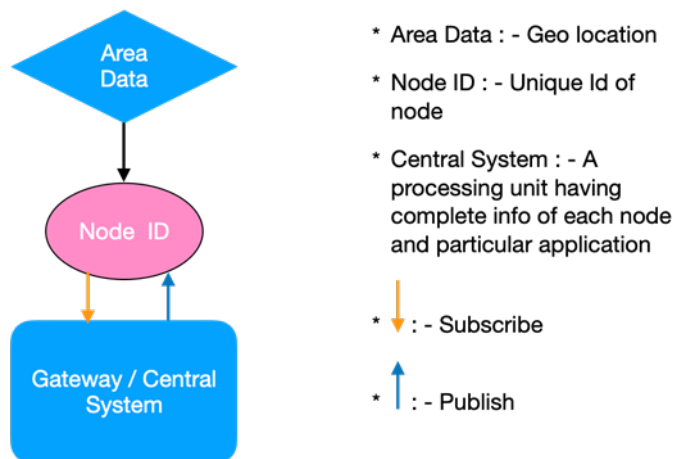 Area
Data
Node ID
Gateway / Central
System
* Area Data : - Geo location
* Node ID : - Unique Id of
node
* Central System : - A
processing unit having
complete info of each node
and particular application
* : - Subscribe
* : - Publish